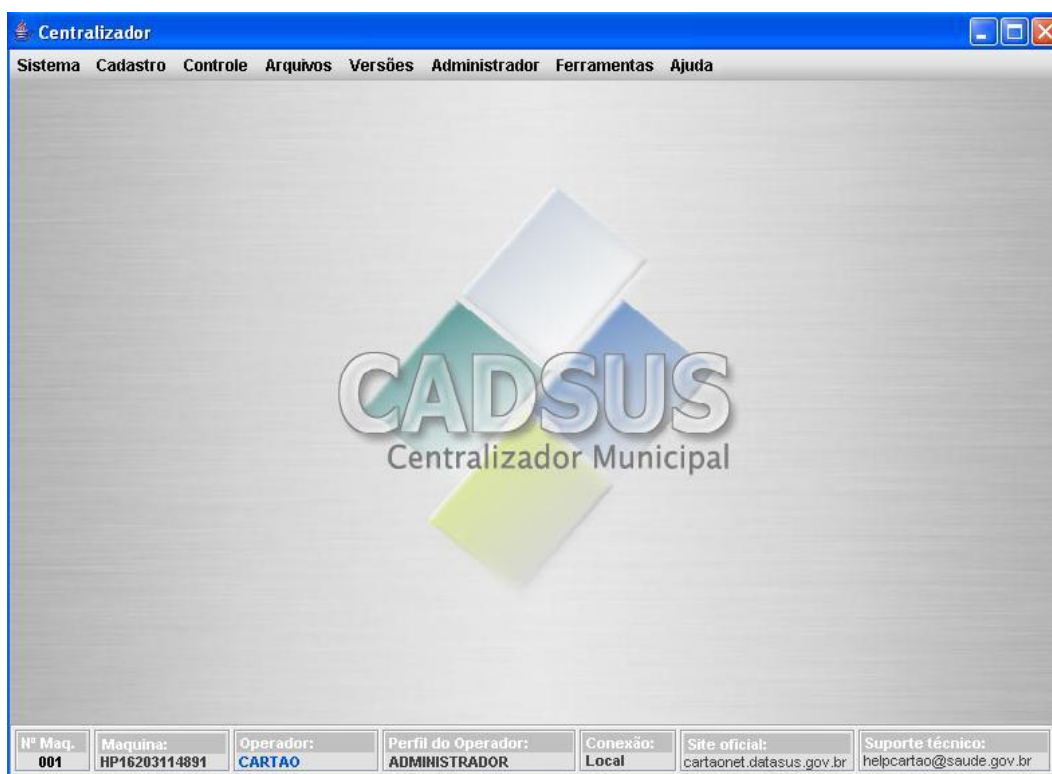 Centralizador
Sistema Cadastro Controle Arquivos Versões Administrador Ferramentas Ajuda
CADSUS
Centralizador Municipal
Nº Maq. Maquina: Operador: Perfil do Operador: Conexão: Site oficial: Suporte técnico:
001 HP16203114891 CARTAO ADMINISTRADOR Local cartaonet.datasus.gov.br helpcartao@saude.gov.br